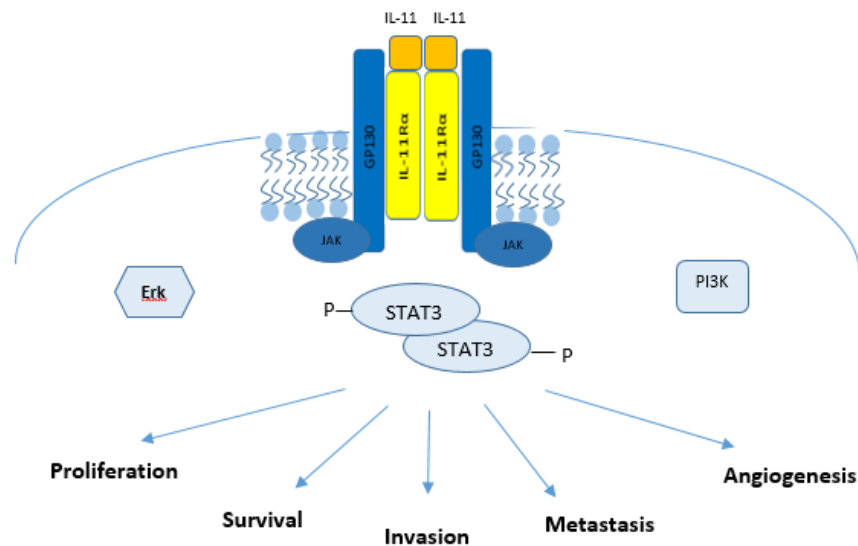 IL-11 IL-11
GP130
IL-11Rα
IL-11Rα
GP130
JAK
JAK
Erk
PI3K
P
STAT3
STAT3
P
Proliferation
Survival
Invasion
Metastasis
Angiogenesis